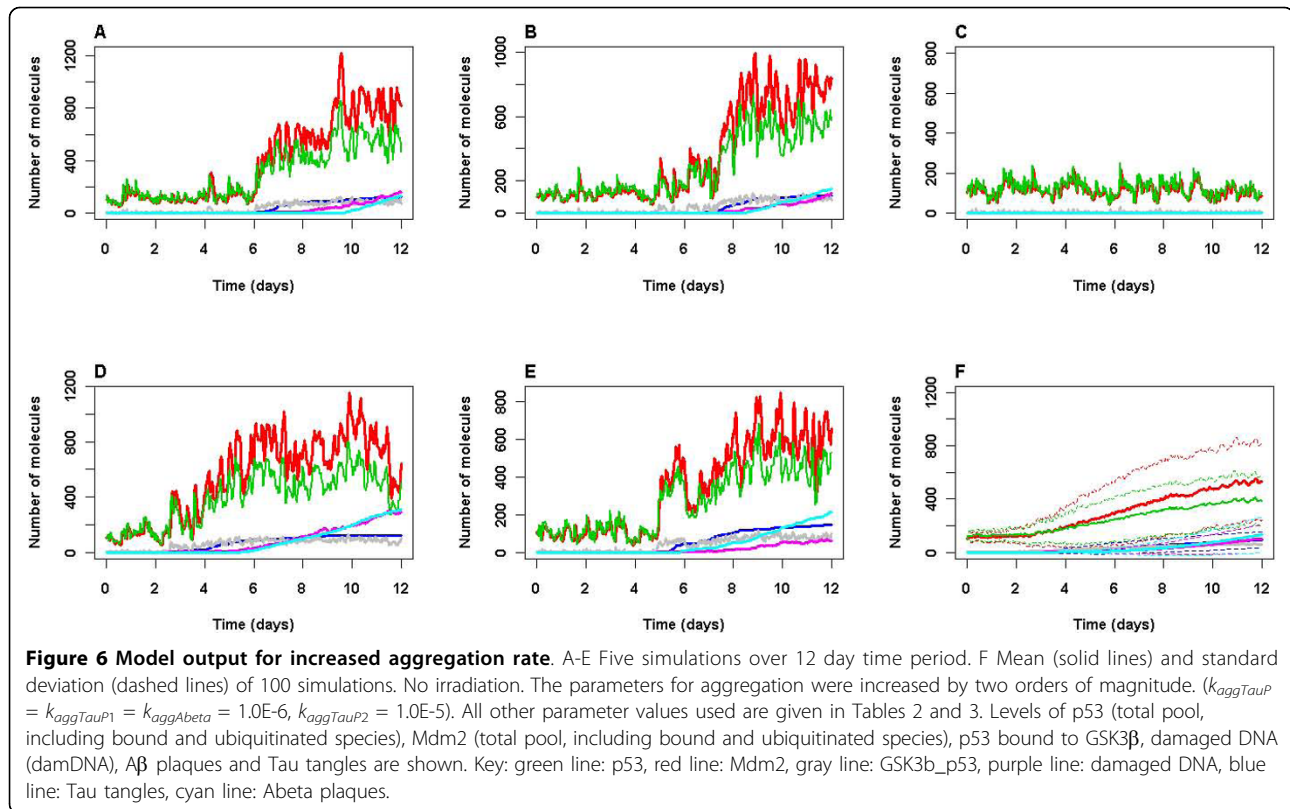 A
B
C
Number of molecules
0 400 800 1200
Number of molecules
0 200 400 600 800 1000
Number of molecules
0 200 400 600 800
0 2 4 6 8 10 12
0 2 4 6 8 10 12
0 2 4 6 8 10 12
Time (days)
Time (days)
Time (days)
D
E
F
Number of molecules
0 400 800 1200
Number of molecules
0 200 400 600 800
Number of molecules
0 400 800 1200
0 2 4 6 8 10 12
0 2 4 6 8 10 12
0 2 4 6 8 10 12
Time (days)
Time (days)
Time (days)
Figure 6 Model output for increased aggregation rate. A-E Five simulations over 12 day time period. F Mean (solid lines) and standard
deviation (dashed lines) of 100 simulations. No irradiation. The parameters for aggregation were increased by two orders of magnitude. (kaggTauP
= kaggTauP1 = kaggAbeta = 1.0E-6, kaggTauP2 = 1.0E-5). All other parameter values used are given in Tables 2 and 3. Levels of p53 (total pool,
including bound and ubiquitinated species), Mdm2 (total pool, including bound and ubiquitinated species), p53 bound to GSK3β, damaged DNA
(damDNA), Aβ plaques and Tau tangles are shown. Key: green line: p53, red line: Mdm2, gray line: GSK3b_p53, purple line: damaged DNA, blue
line: Tau tangles, cyan line: Abeta plaques.